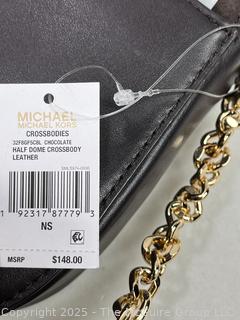 MICHAEL
MICHAEL KORS
CROSSBODIES
32F8GF5C8L CHOCOLATE
HALF DOME CROSSBODY
LEATHER
1 92317 87779 3
NS
MSRP $148.00
Copyright 2025 - The McGuire Group LLC